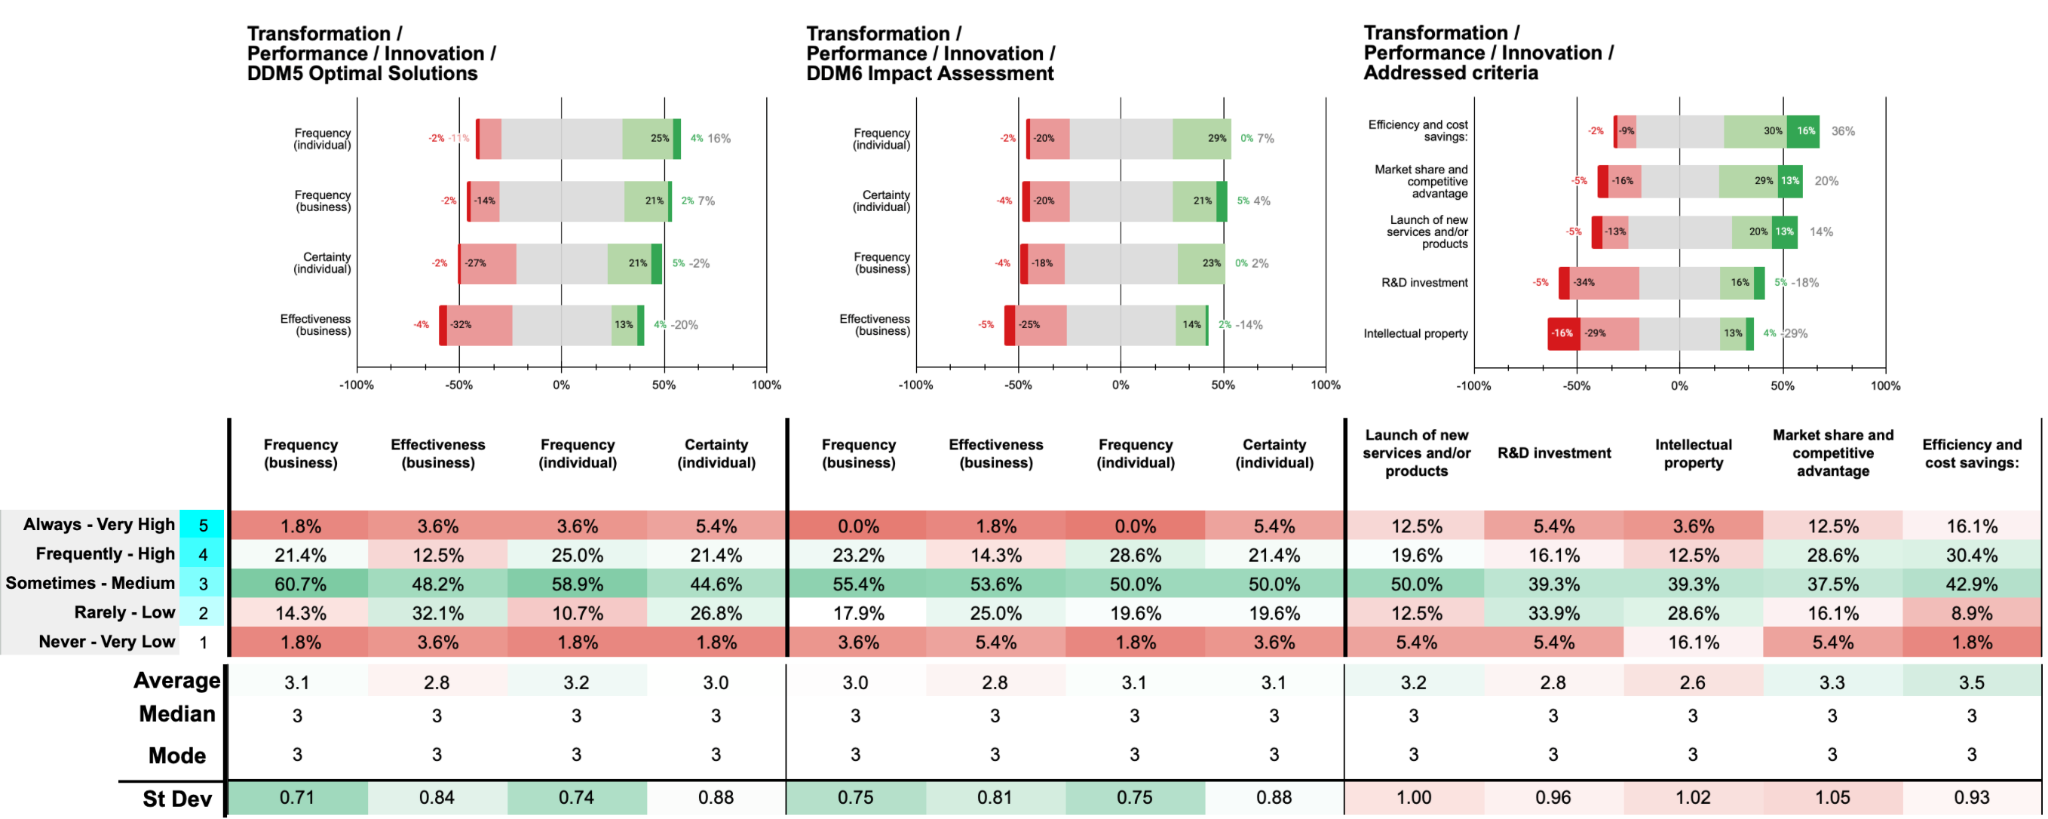 Transformation /
Performance / Innovation /
DDM5 Optimal Solutions
Frequency
(individual)
-2% -11% 25% 4% 16%
Frequency
(business)
-2% -14% 21% 2% 7%
Certainty
(individual)
-2% -27% 21% 5% -2%
Effectiveness
(business)
-4% -32% 13% 4% -20%
-100% -50% 0% 50% 100%
Transformation /
Performance / Innovation /
DDM6 Impact Assessment
Frequency
(individual)
-2% -20% 29% 0% 7%
Certainty
(individual)
-4% -20% 21% 5% 4%
Frequency
(business)
-4% -18% 23% 0% 2%
Effectiveness
(business)
-5% -25% 14% 2% -14%
-100% -50% 0% 50% 100%
Transformation /
Performance / Innovation /
Addressed criteria
Efficiency and cost
savings:
-2% -9% 30% 16% 36%
Market share and
competitive
advantage
-5% -16% 29% 13% 20%
Launch of new
services and/or
products
-5% -13% 20% 13% 14%
R&D investment
-5% -34% 16% 5% -18%
Intellectual property
-16% -29% 13% 4% -29%
-100% -50% 0% 50% 100%
Frequency
(business)
Effectiveness
(business)
Frequency
(individual)
Certainty
(individual)
Frequency
(business)
Effectiveness
(business)
Frequency
(individual)
Certainty
(individual)
Launch of new
services and/or
products
R&D investment
Intellectual
property
Market share and
competitive
advantage
Efficiency and
cost savings:
Always - Very High 5 1.8% 3.6% 3.6% 5.4% 0.0% 1.8% 0.0% 5.4% 12.5% 5.4% 3.6% 12.5% 16.1%
Frequently - High 4 21.4% 12.5% 25.0% 21.4% 23.2% 14.3% 28.6% 21.4% 19.6% 16.1% 12.5% 28.6% 30.4%
Sometimes - Medium 3 60.7% 48.2% 58.9% 44.6% 55.4% 53.6% 50.0% 50.0% 50.0% 39.3% 39.3% 37.5% 42.9%
Rarely - Low 2 14.3% 32.1% 10.7% 26.8% 17.9% 25.0% 19.6% 19.6% 12.5% 33.9% 28.6% 16.1% 8.9%
Never - Very Low 1 1.8% 3.6% 1.8% 1.8% 3.6% 5.4% 1.8% 3.6% 5.4% 5.4% 16.1% 5.4% 1.8%
Average 3.1 2.8 3.2 3.0 3.0 2.8 3.1 3.1 3.2 2.8 2.6 3.3 3.5
Median 3 3 3 3 3 3 3 3 3 3 3 3 3
Mode 3 3 3 3 3 3 3 3 3 3 3 3 3
St Dev 0.71 0.84 0.74 0.88 0.75 0.81 0.75 0.88 1.00 0.96 1.02 1.05 0.93